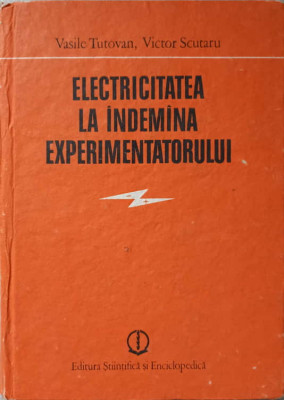 Vasile Tutovan, Victor Scutaru
ELECTRICITATEA
LA ÎNDEMÎNA
EXPERIMENTATORULUI
Editura Științifică și Enciclopedică